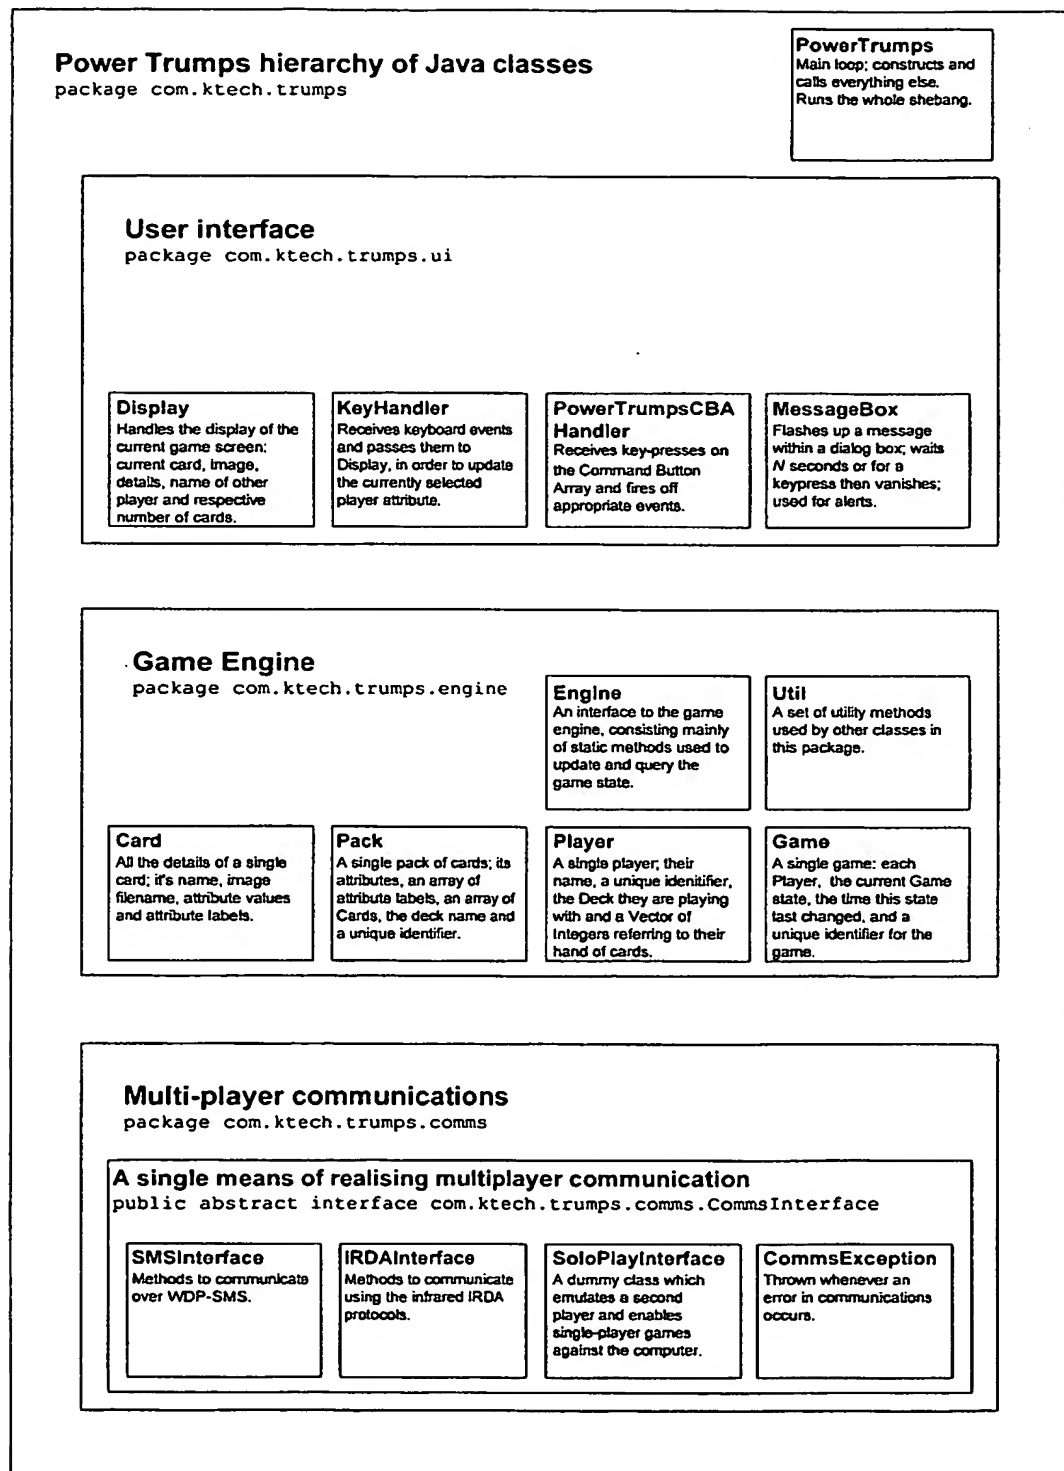 Power Trumps hierarchy of Java classes
package com.ktech.trumps
PowerTrumps
Main loop; constructs and
calls everything else.
Runs the whole shebang.
User interface
package com.ktech.trumps.ui
Display
Handles the display of the
current game screen:
current card, image,
details, name of other
player and respective
number of cards.
KeyHandler
Receives keyboard events
and passes them to
Display, in order to update
the currently selected
player attribute.
PowerTrumpsCBA
Handler
Receives key-presses on
the Command Button
Array and fires off
appropriate events.
MessageBox
Flashes up a message
within a dialog box; waits
N seconds or for a
keypress then vanishes;
used for alerts.
Game Engine
package com.ktech.trumps.engine
Engine
An interface to the game
engine, consisting mainly
of static methods used to
update and query the
game state.
Util
A set of utility methods
used by other classes in
this package.
Card
All the details of a single
card; it's name, image
filename, attribute values
and attribute labels.
Pack
A single pack of cards; its
attributes, an array of
attribute labels, an array of
Cards, the deck name and
a unique identifier.
Player
A single player; their
name, a unique idenitifier,
the Deck they are playing
with and a Vector of
Integers referring to their
hand of cards.
Game
A single game: each
Player, the current Game
state, the time this state
last changed, and a
unique identifier for the
game.
Multi-player communications
package com.ktech.trumps.comms
A single means of realising multiplayer communication
public abstract interface com.ktech.trumps.comms.CommsInterface
SMSInterface
Methods to communicate
over WDP-SMS.
IRDAInterface
Methods to communicate
using the infrared IRDA
protocols.
SoloPlayInterface
A dummy class which
emulates a second
player and enables
single-player games
against the computer.
CommsException
Thrown whenever an
error in communications
occurs.